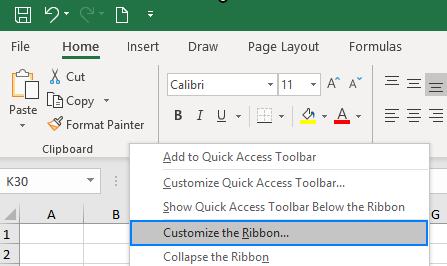 File Home Insert Draw Page Layout Formulas
Cut
Calibri 11 A A
Copy
Paste
B I U A
Format Painter
Clipboard
Add to Quick Access Toolbar
K30
Customize Quick Access Toolbar...
Show Quick Access Toolbar Below the Ribbon
A B G
1
Customize the Ribbon...
2
Collapse the Ribbon